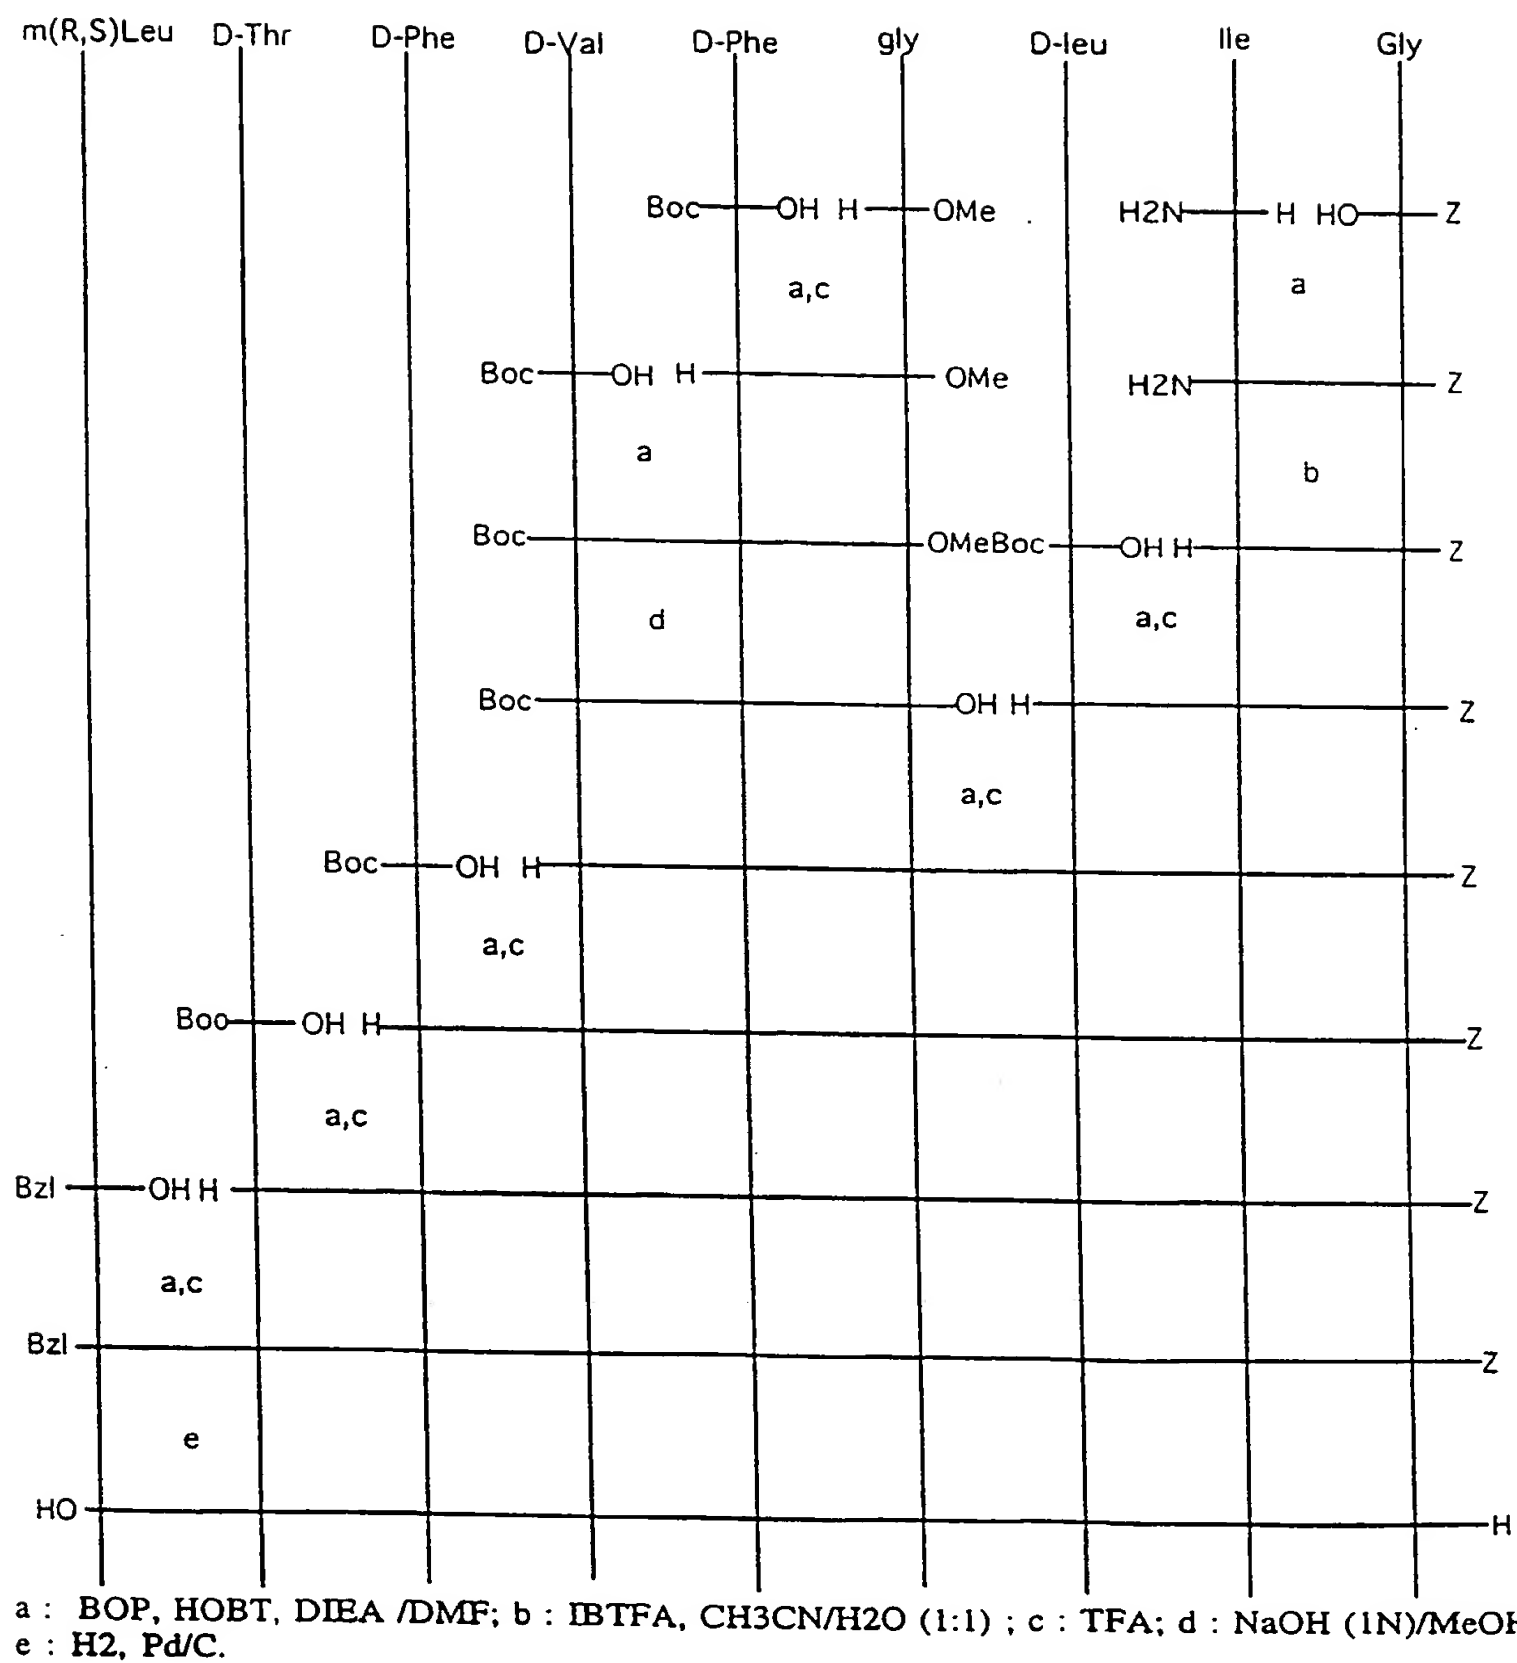 m(R,S)Leu D-Thr D-Phe D-Val D-Phe gly D-leu Ile Gly
Boc OH H OMe H2N H HO Z
a,c a
Boc OH H OMe H2N Z
a b
Boc OMeBoc OH H Z
d a,c
Boc OH H Z
a,c
Boc OH H Z
a,c
Boo OH H Z
a,c
Bzl OH H Z
a,c
Bzl Z
e
HO H
a : BOP, HOBT, DIEA /DMF; b : IBTFA, CH3CN/H2O (1:1) ; c : TFA; d : NaOH (1N)/MeOH
e : H2, Pd/C.